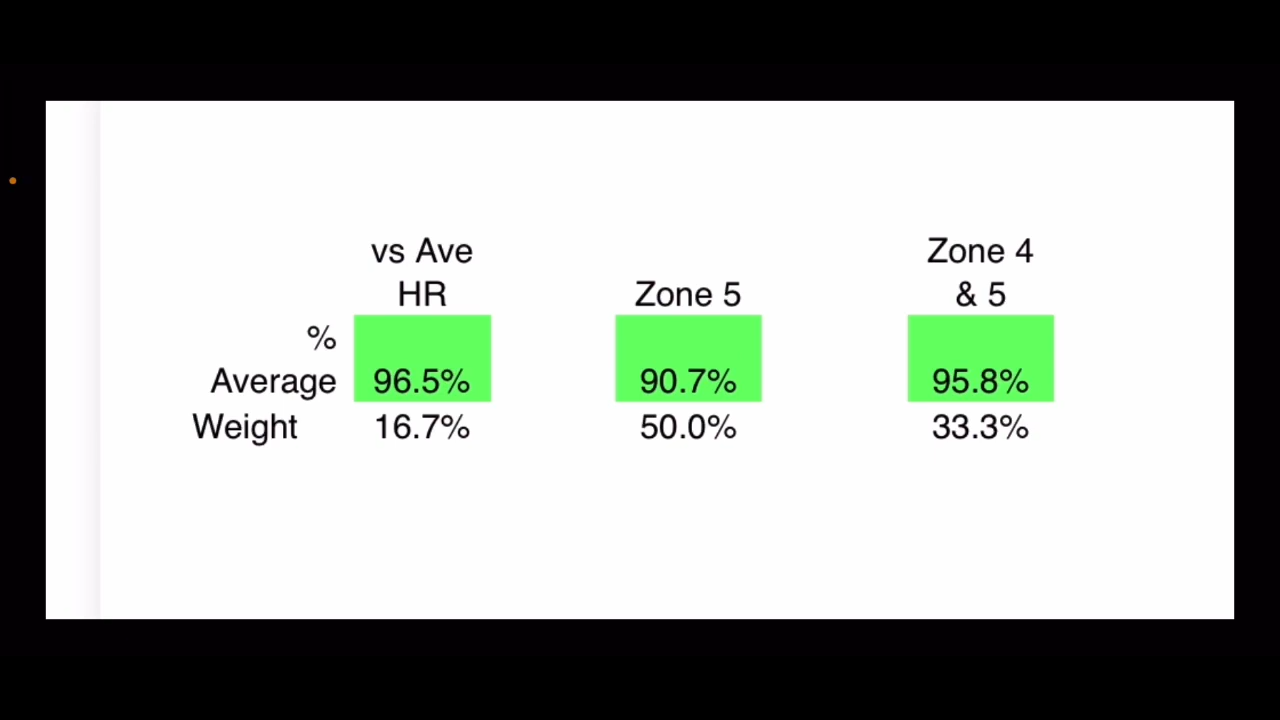 vs Ave HR Zone 5 Zone 4 & 5
% Average 96.5% 90.7% 95.8%
Weight 16.7% 50.0% 33.3%